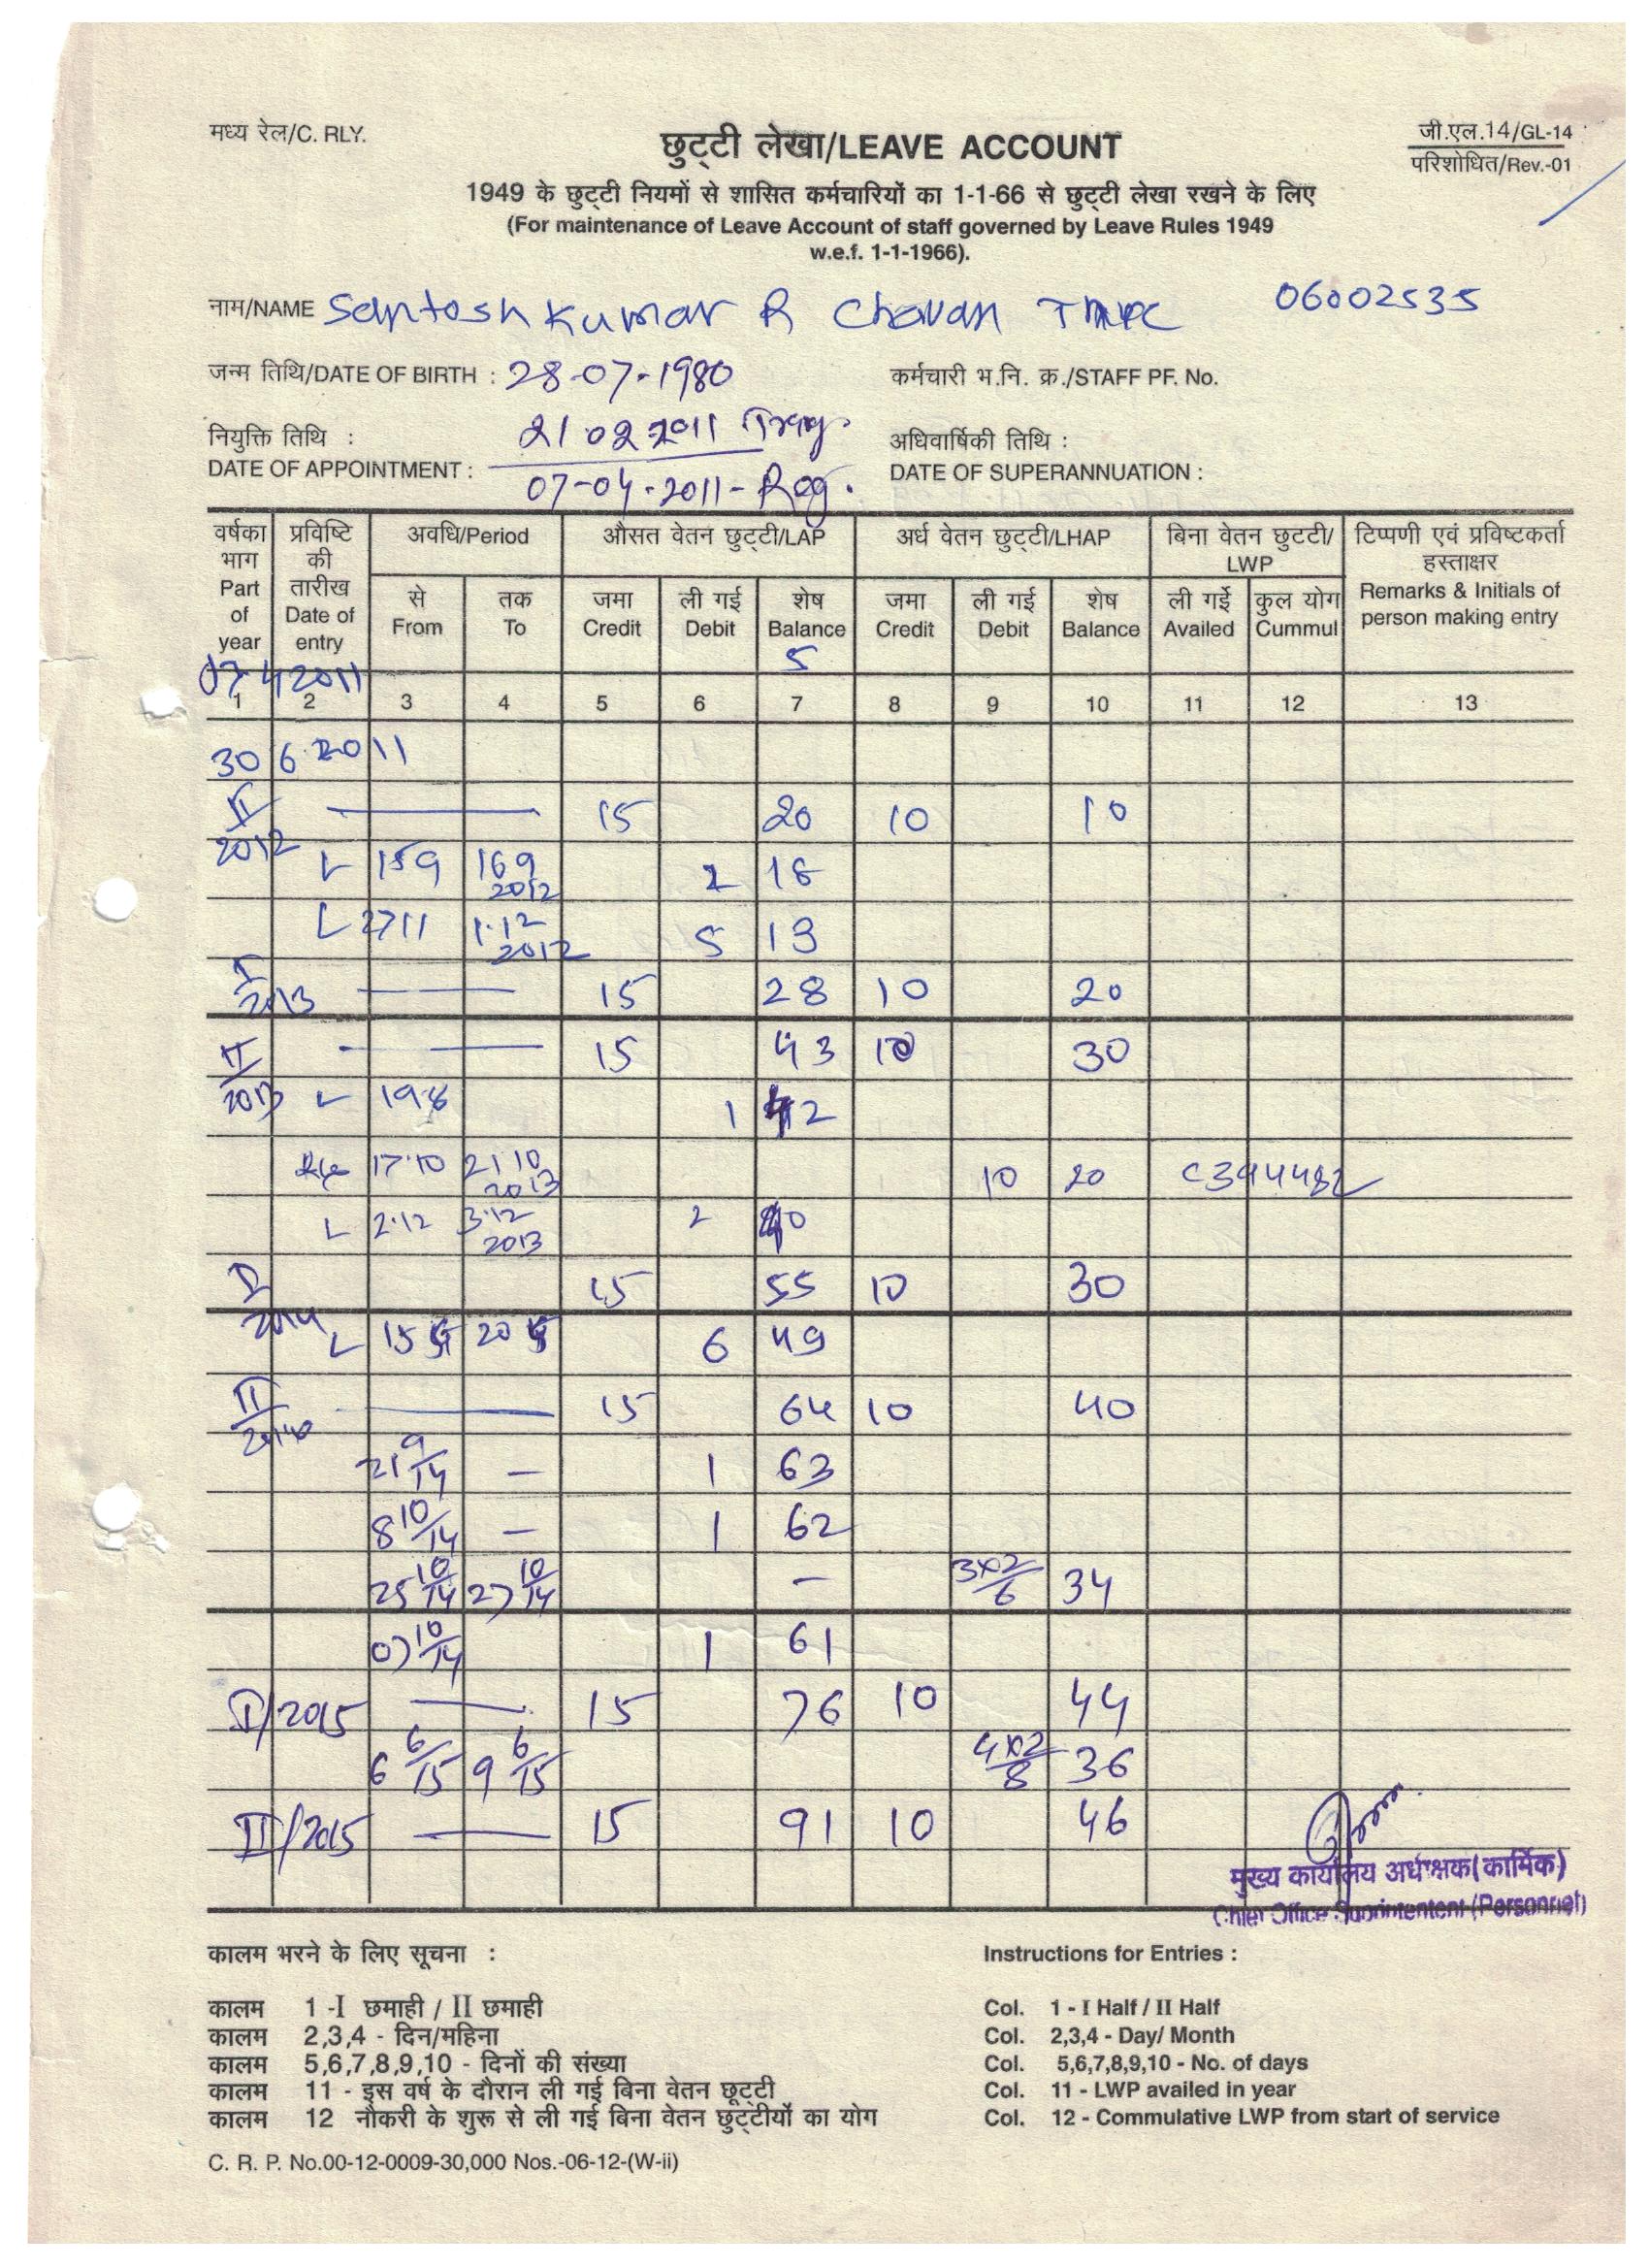 मध्य रेल/C. RLY.
छुट्टी लेखा/LEAVE ACCOUNT
जी.एल.14/GL-14
परिशोधित/Rev.-01
1949 के छुट्टी नियमों से शासित कर्मचारियों का 1-1-66 से छुट्टी लेखा रखने के लिए
(For maintenance of Leave Account of staff governed by Leave Rules 1949
w.e.f. 1-1-1966).
नाम/NAME Santosh Kumar R Chavan 06002535
जन्म तिथि/DATE OF BIRTH : 28-07-1980 कर्मचारी भ.नि. क्र./STAFF PF. No.
नियुक्ति तिथि : 21.02.2011 Trng. अधिवार्षिकी तिथि :
DATE OF APPOINTMENT : 07-04-2011-Reg. DATE OF SUPERANNUATION :
वर्षका भाग Part of year प्रविष्टि की तारीख Date of entry अवधि/Period औसत वेतन छुट्टी/LAP अर्ध वेतन छुट्टी/LHAP बिना वेतन छुटटी/LWP टिप्पणी एवं प्रविष्टकर्ता हस्ताक्षर Remarks & Initials of person making entry
से From तक To जमा Credit ली गई Debit शेष Balance जमा Credit ली गई Debit शेष Balance ली गई Availed कुल योग Cummul
07 4 2011 5
1 2 3 4 5 6 7 8 9 10 11 12 13
30 6 2011
II 2012 — 15 20 10 10
L 15 9 16 9 2012 2 18
L 27 11 1.12 2012 5 13
I 2013 — 15 28 10 20
II 2013 — 15 43 10 30
L 19.8 1 42
17.10 21 10 2013 10 20 C394482
L 2.12 3.12 2013 2 40
I 2014 15 55 10 30
L 15 5 20 5 6 49
II 2014 — 15 64 10 40
21 9/14 — 1 63
8 10/14 — 1 62
25 10/14 27 10/14 — 3x2/6 34
07 10/14 1 61
I/2015 — 15 76 10 44
6 6/15 9 6/15 4x2/8 36
II/2015 — 15 91 10 46
मुख्य कार्यालय अधीक्षक(कार्मिक)
Chief Office Suprintentent (Personnel)
कालम भरने के लिए सूचना : Instructions for Entries :
कालम 1 -I छमाही / II छमाही Col. 1 - I Half / II Half
कालम 2,3,4 - दिन/महिना Col. 2,3,4 - Day/ Month
कालम 5,6,7,8,9,10 - दिनों की संख्या Col. 5,6,7,8,9,10 - No. of days
कालम 11 - इस वर्ष के दौरान ली गई बिना वेतन छूट्टी Col. 11 - LWP availed in year
कालम 12 नौकरी के शुरू से ली गई बिना वेतन छुट्टीयों का योग Col. 12 - Commulative LWP from start of service
C. R. P. No.00-12-0009-30,000 Nos.-06-12-(W-ii)